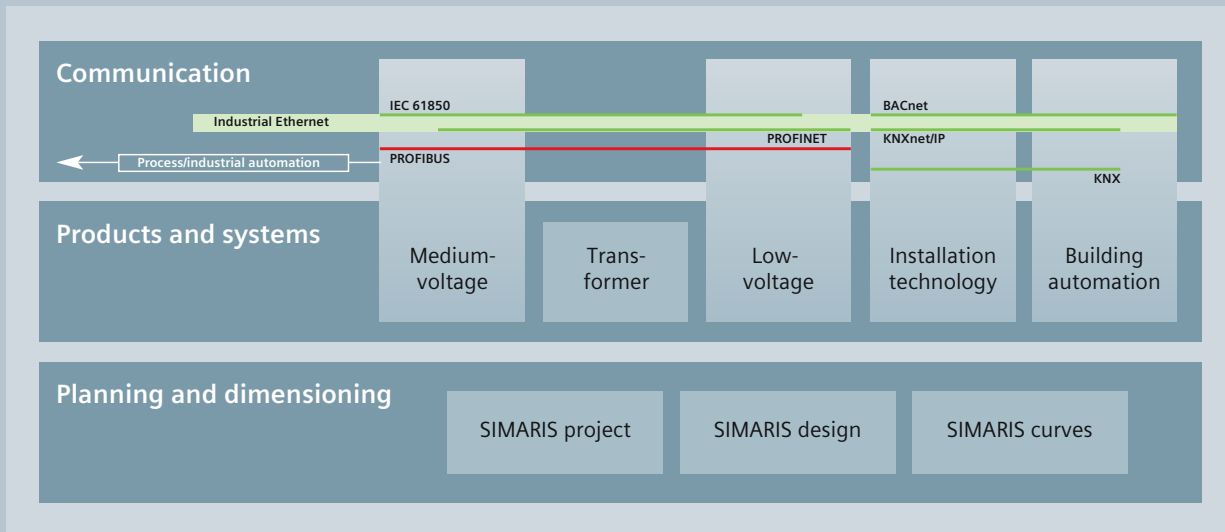 Communication
IEC 61850
BACnet
Industrial Ethernet
PROFINET
KNXnet/IP
Process/industrial automation
PROFIBUS
KNX
Products and systems
Medium-
voltage
Trans-
former
Low-
voltage
Installation
technology
Building
automation
Planning and dimensioning
SIMARIS project
SIMARIS design
SIMARIS curves